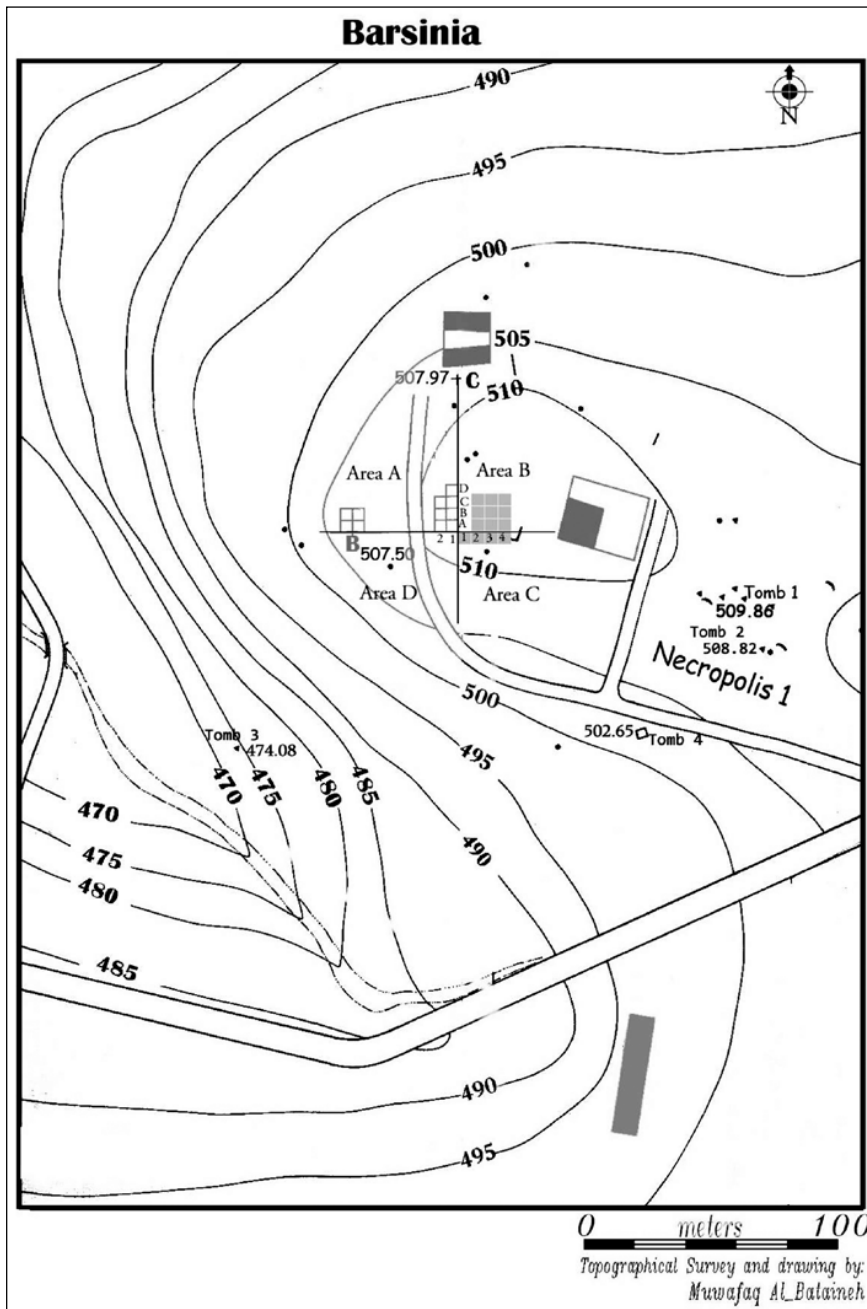 Barsinia
N
490
495
500
505
507.97 C
510
Area A
Area B
D
C
B
A
2 1 1 2 3 4
B
507.50
510
Area D
Area C
Tomb 1
509.86
Tomb 2
508.82
Necropolis 1
500
502.65 Tomb 4
495
Tomb 3
474.08
470
475
480
485
490
470
475
480
485
490
495
0 meters 100
Topographical Survey and drawing by:
Muwafaq Al_Bataineh